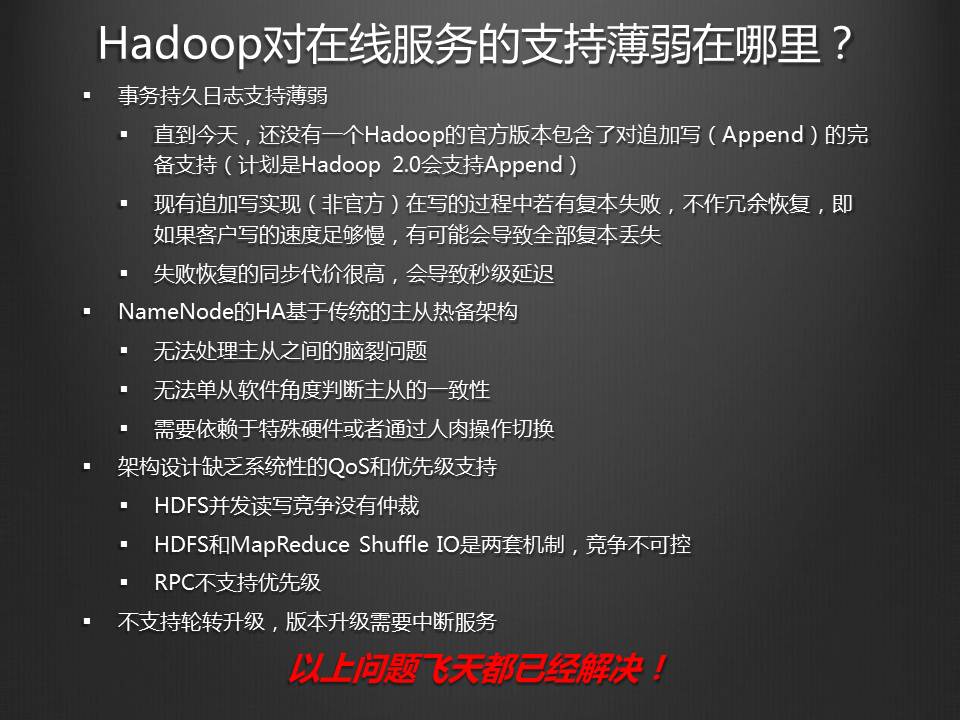 Hadoop对在线服务的支持薄弱在哪里？
▪ 事务持久日志支持薄弱
▪ 直到今天，还没有一个Hadoop的官方版本包含了对追加写（Append）的完
备支持（计划是Hadoop 2.0会支持Append）
▪ 现有追加写实现（非官方）在写的过程中若有复本失败，不作冗余恢复，即
如果客户写的速度足够慢，有可能会导致全部复本丢失
▪ 失败恢复的同步代价很高，会导致秒级延迟
▪ NameNode的HA基于传统的主从热备架构
▪ 无法处理主从之间的脑裂问题
▪ 无法单从软件角度判断主从的一致性
▪ 需要依赖于特殊硬件或者通过人肉操作切换
▪ 架构设计缺乏系统性的QoS和优先级支持
▪ HDFS并发读写竞争没有仲裁
▪ HDFS和MapReduce Shuffle IO是两套机制，竞争不可控
▪ RPC不支持优先级
▪ 不支持轮转升级，版本升级需要中断服务
以上问题飞天都已经解决！